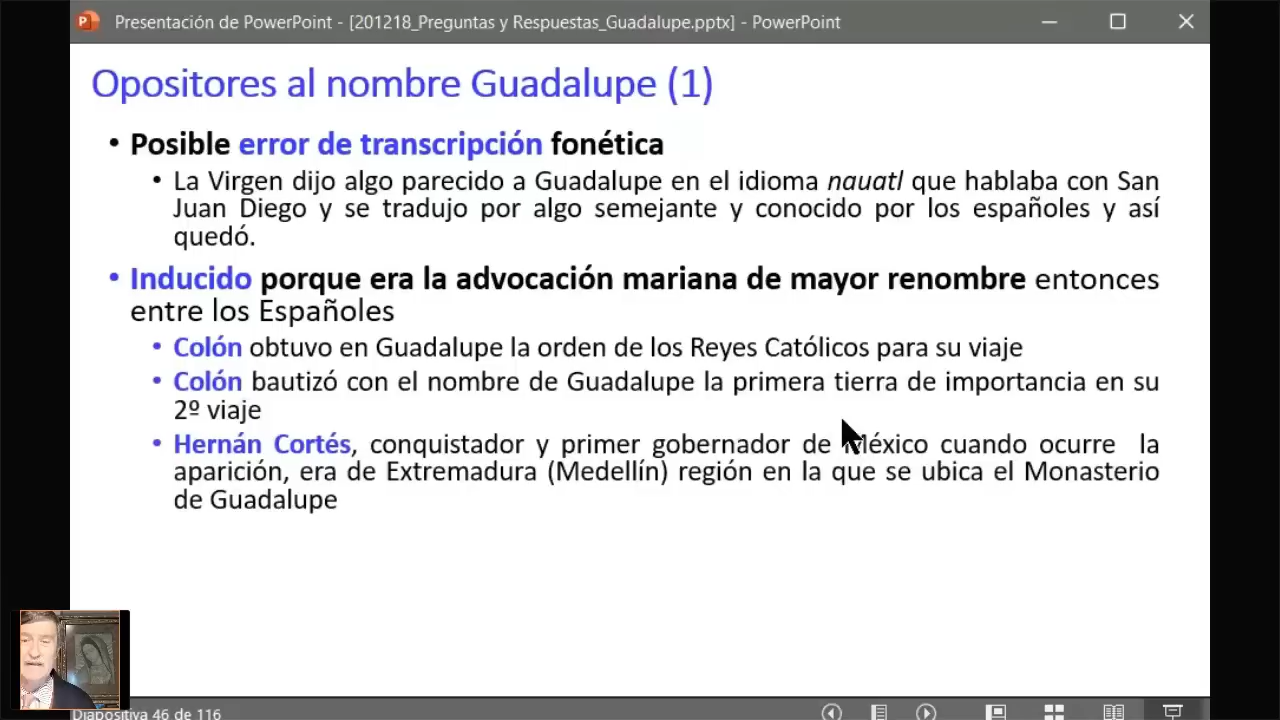 Presentación de PowerPoint - [201218_Preguntas y Respuestas_Guadalupe.pptx] - PowerPoint
Opositores al nombre Guadalupe (1)
• Posible error de transcripción fonética
• La Virgen dijo algo parecido a Guadalupe en el idioma nauatl que hablaba con San
Juan Diego y se tradujo por algo semejante y conocido por los españoles y así
quedó.
• Inducido porque era la advocación mariana de mayor renombre entonces
entre los Españoles
• Colón obtuvo en Guadalupe la orden de los Reyes Católicos para su viaje
• Colón bautizó con el nombre de Guadalupe la primera tierra de importancia en su
2º viaje
• Hernán Cortés, conquistador y primer gobernador de México cuando ocurre la
aparición, era de Extremadura (Medellín) región en la que se ubica el Monasterio
de Guadalupe
Diapositiva 46 de 116